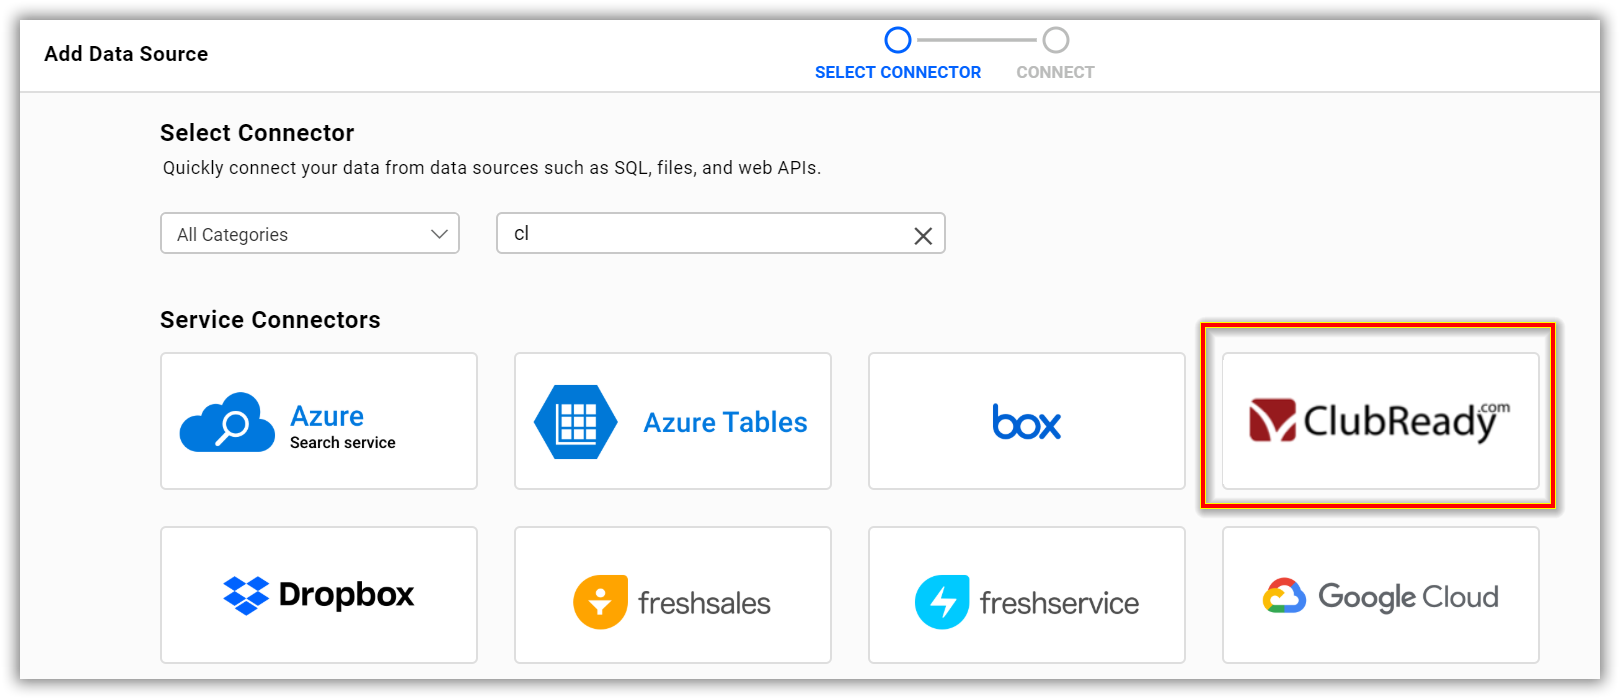 Add Data Source
SELECT CONNECTOR
CONNECT
Select Connector
Quickly connect your data from data sources such as SQL, files, and web APIs.
All Categories
cl
Service Connectors
Azure
Search service
Azure Tables
box
ClubReady.com
Dropbox
freshsales
freshservice
Google Cloud